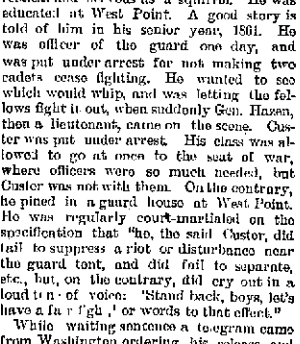 educated at West Point. A good story is
told of him in his senior year, 1861. He
was officer of the guard one day, and
was put under arrest for not making two
cadets cease fighting. He wanted to see
which would whip, and was letting the fel-
lows fight it out, when suddenly Gen. Hazen,
then a lieutenant, came on the scene. Cus-
ter was put under arrest. His class was al-
lowed to go at once to the seat of war,
where officers were so much needed, but
Custer was not with them. On the contrary,
he pined in a guard house at West Point.
He was regularly court-martialed on the
specification that "he, the said Custer, did
fail to suppress a riot or disturbance near
the guard tent, and did fail to separate,
etc., but, on the contrary, did cry out in a
loud t n · of voice: 'Stand back, boys, let's
have a fa r f gh ,' or words to that effect."
While waiting sentence a te egram came
from Washington ordering his release and